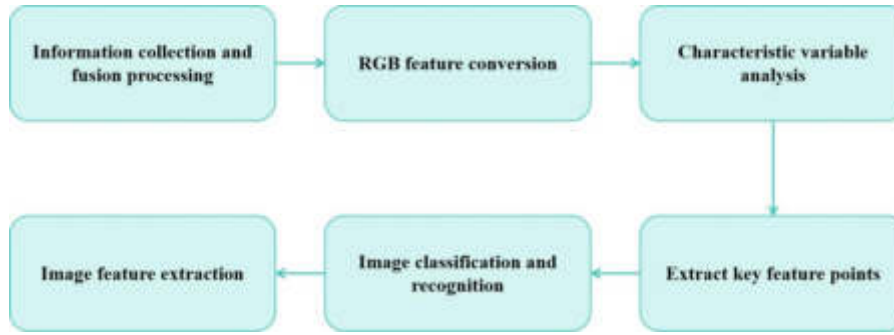 Information collection and
fusion processing
RGB feature conversion
Characteristic variable
analysis
Extract key feature points
Image classification and
recognition
Image feature extraction